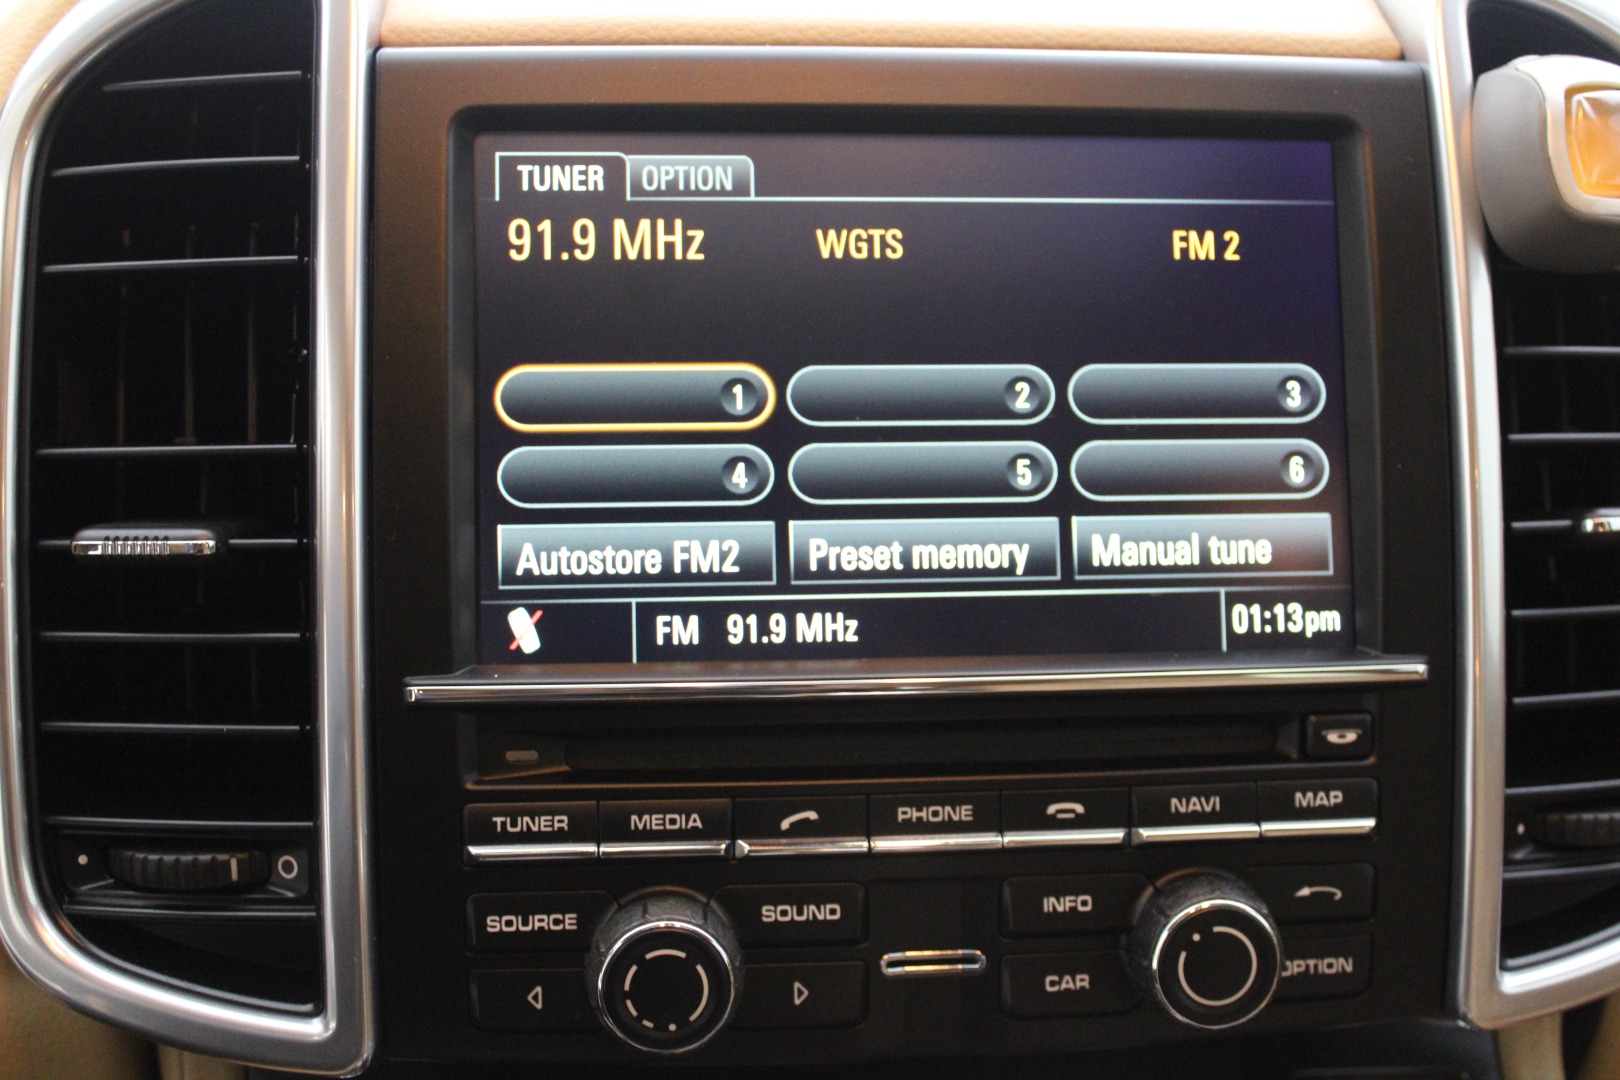 TUNER OPTION
91.9 MHz WGTS FM 2
1 2 3
4 5 6
Autostore FM2 Preset memory Manual tune
FM 91.9 MHz 01:13pm
TUNER MEDIA PHONE NAVI MAP
SOURCE SOUND INFO
CAR OPTION